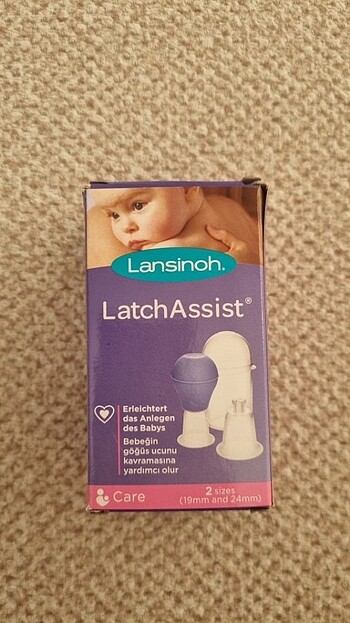 Lansinoh®
LatchAssist®
Erleichtert
das Anlegen
des Babys
Bebeğin
göğüs ucunu
kavramasına
yardımcı olur
Care
2 sizes
(19mm and 24mm)